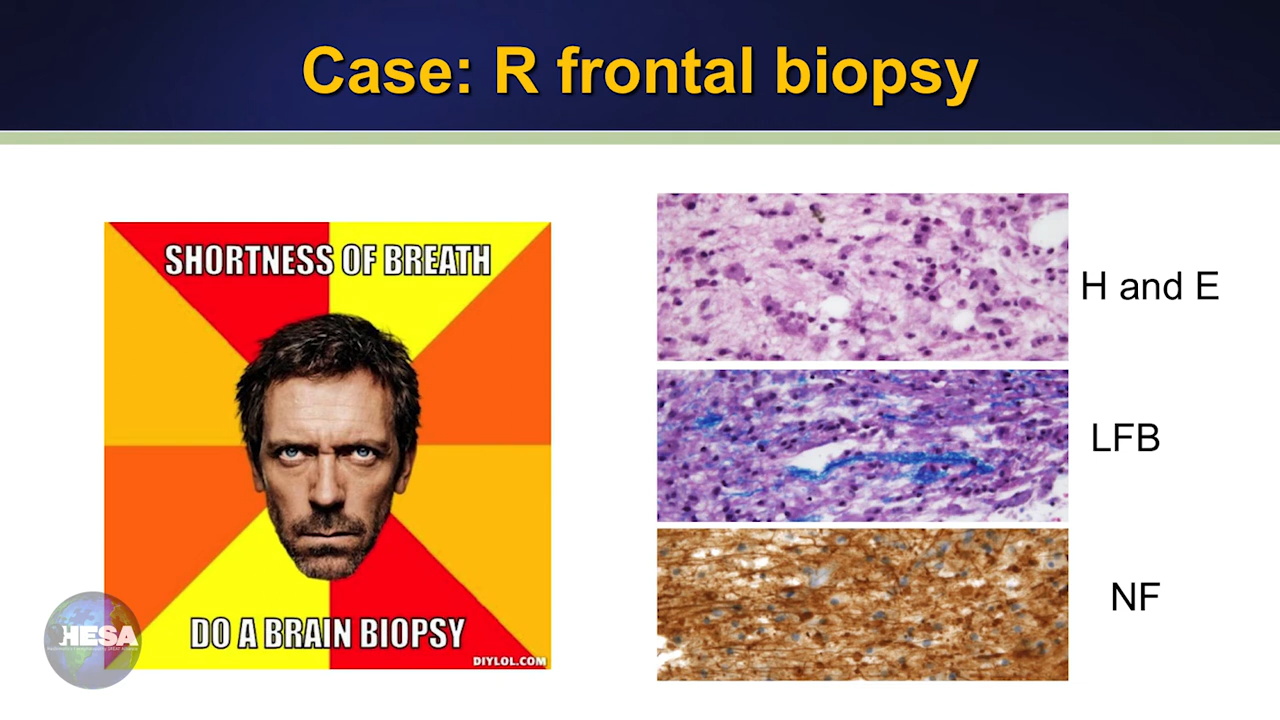 Case: R frontal biopsy
SHORTNESS OF BREATH
DO A BRAIN BIOPSY
DIYLOL.COM
H and E
LFB
NF
HESA